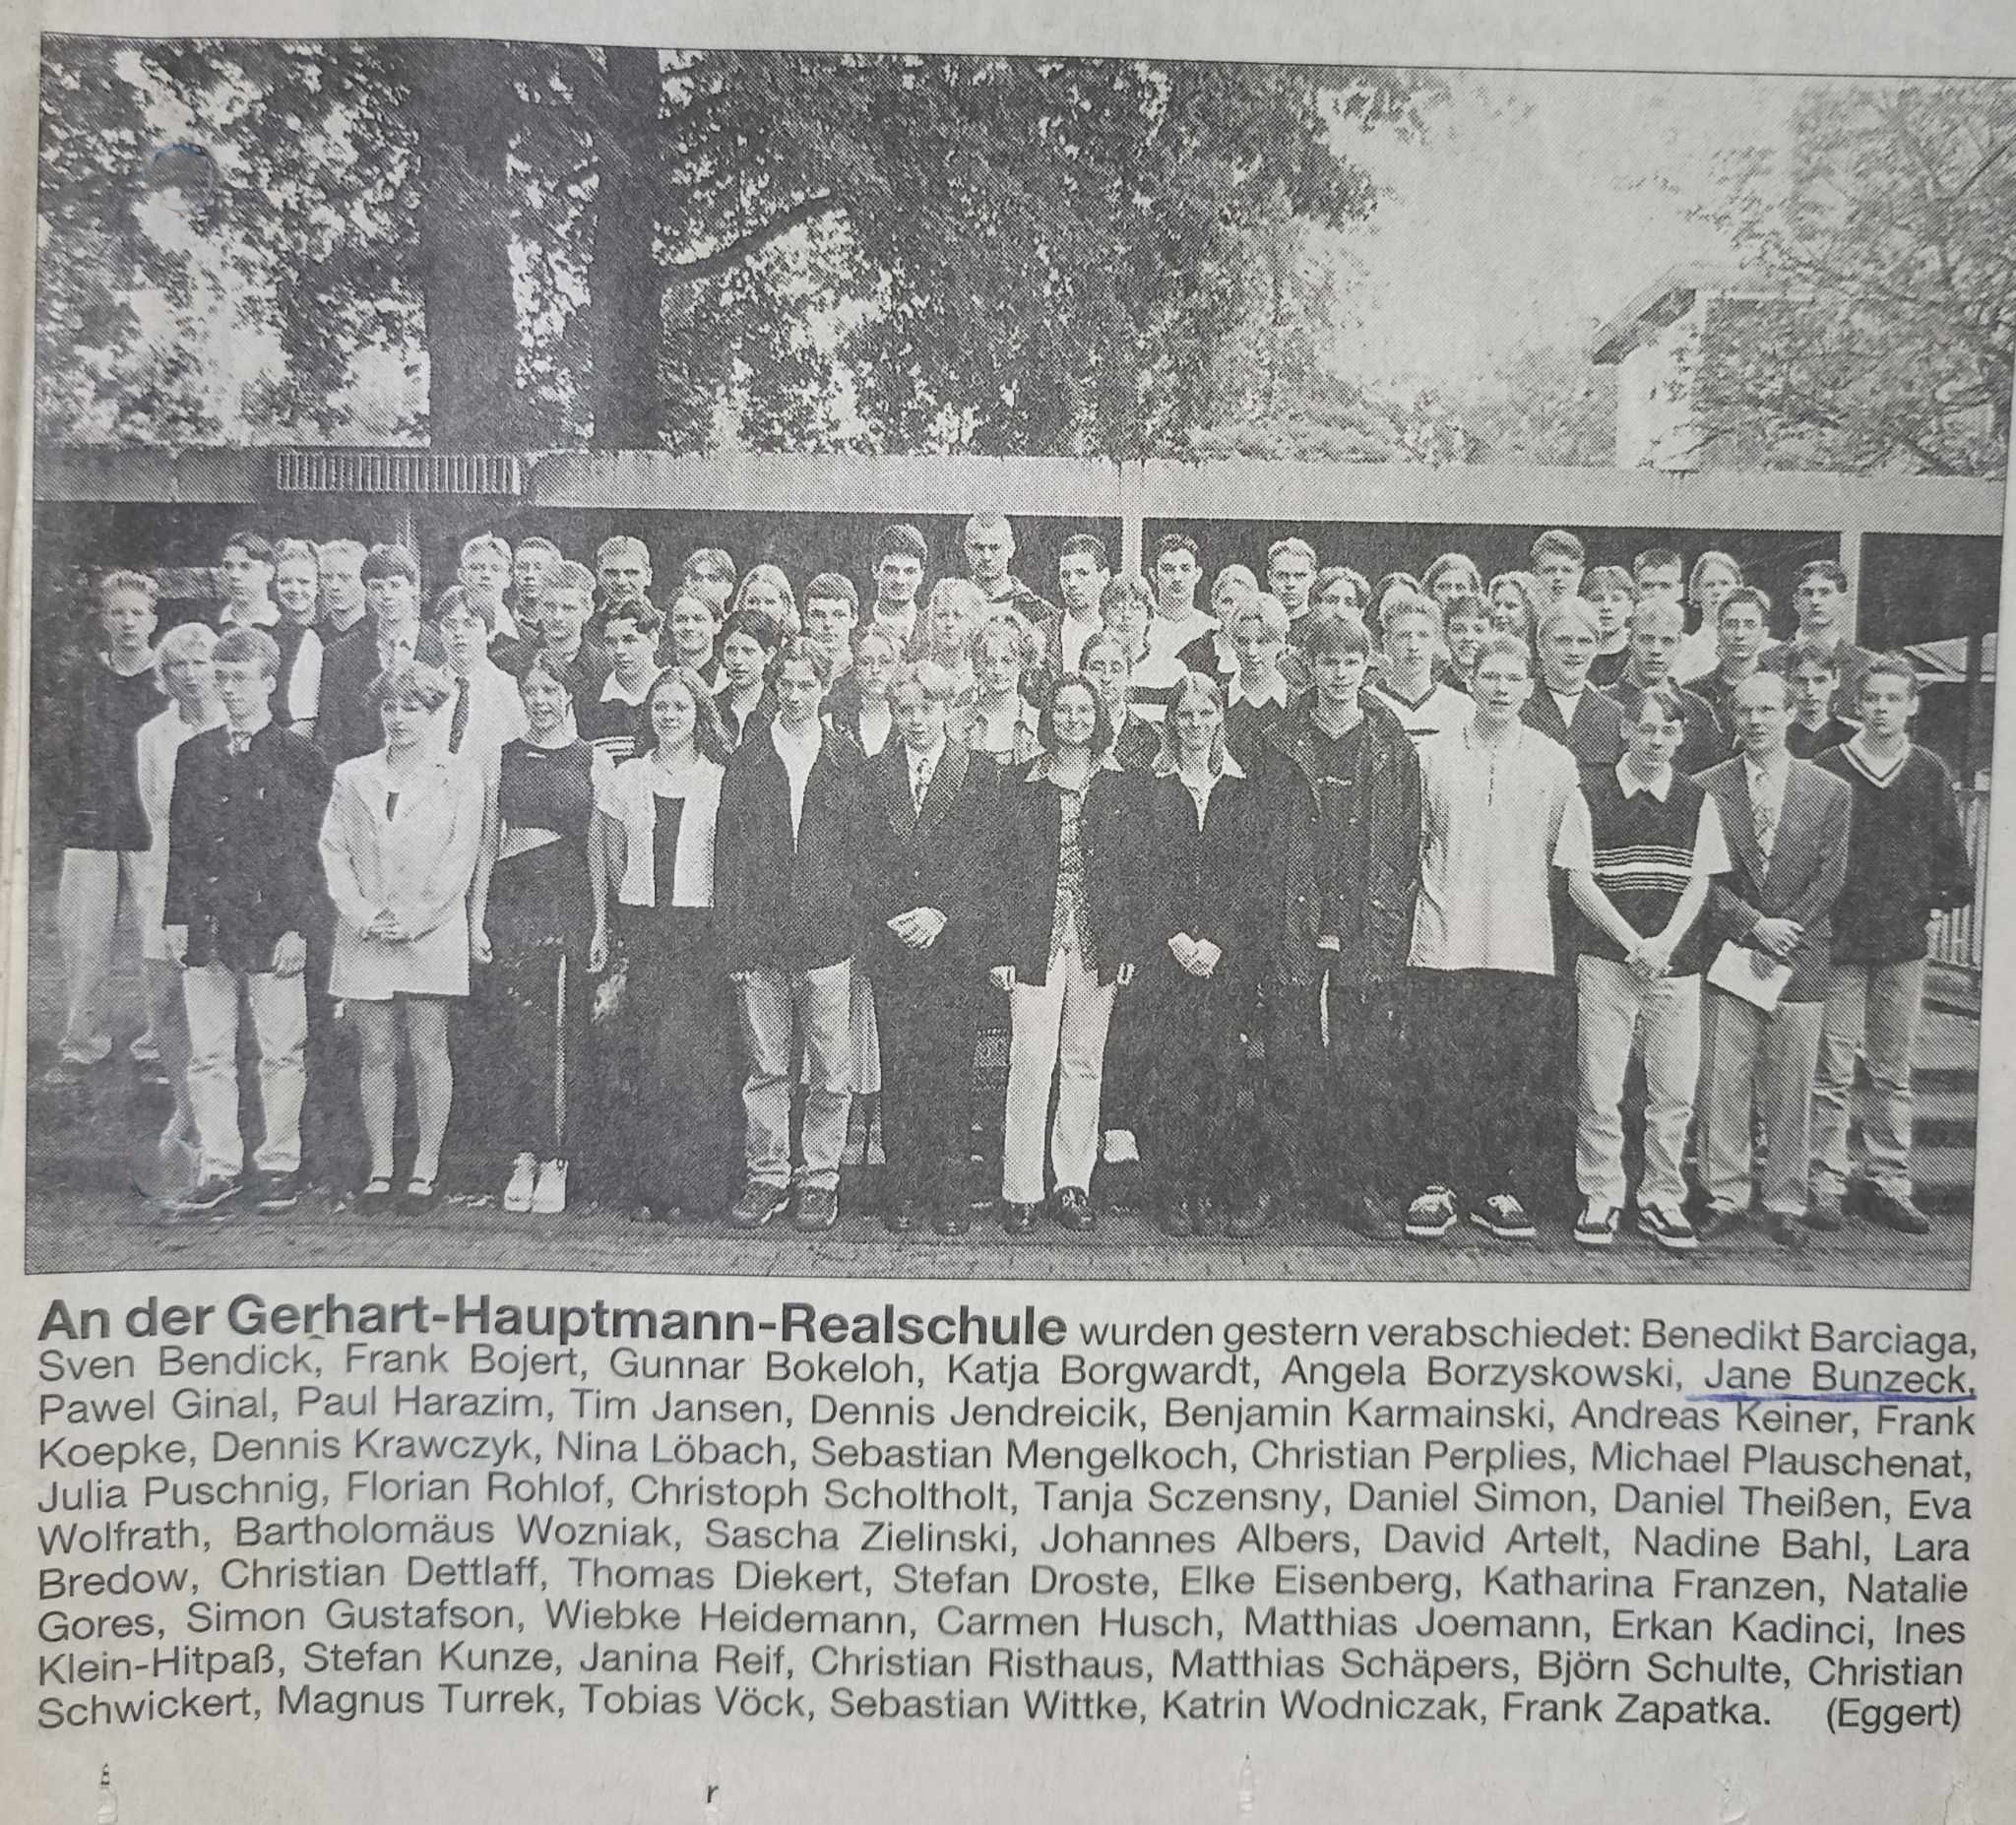 An der Gerhart-Hauptmann-Realschule wurden gestern verabschiedet: Benedikt Barciaga,
Sven Bendick, Frank Bojert, Gunnar Bokeloh, Katja Borgwardt, Angela Borzyskowski, Jane Bunzeck,
Pawel Ginal, Paul Harazim, Tim Jansen, Dennis Jendreicik, Benjamin Karmainski, Andreas Keiner, Frank
Koepke, Dennis Krawczyk, Nina Löbach, Sebastian Mengelkoch, Christian Perplies, Michael Plauschenat,
Julia Puschnig, Florian Rohlof, Christoph Scholtholt, Tanja Sczensny, Daniel Simon, Daniel Theißen, Eva
Wolfrath, Bartholomäus Wozniak, Sascha Zielinski, Johannes Albers, David Artelt, Nadine Bahl, Lara
Bredow, Christian Dettlaff, Thomas Diekert, Stefan Droste, Elke Eisenberg, Katharina Franzen, Natalie
Gores, Simon Gustafson, Wiebke Heidemann, Carmen Husch, Matthias Joemann, Erkan Kadinci, Ines
Klein-Hitpaß, Stefan Kunze, Janina Reif, Christian Risthaus, Matthias Schäpers, Björn Schulte, Christian
Schwickert, Magnus Turrek, Tobias Vöck, Sebastian Wittke, Katrin Wodniczak, Frank Zapatka. (Eggert)
r